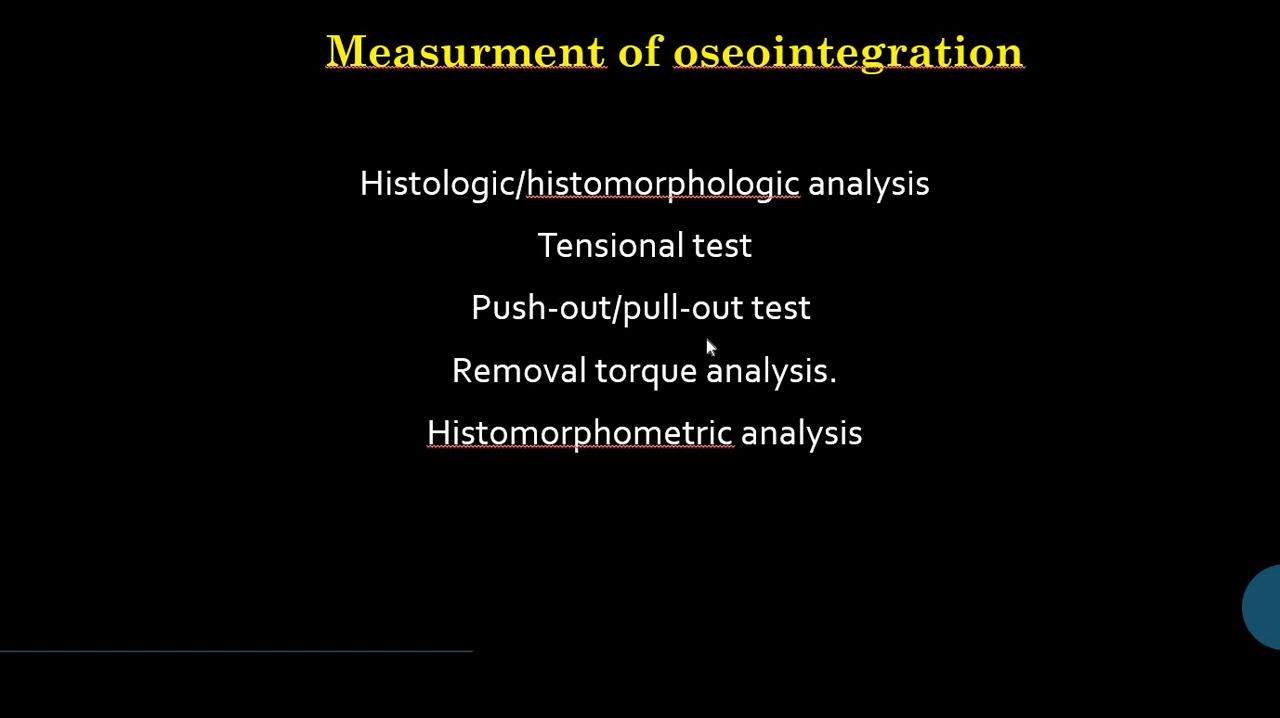 Measurment of oseointegration
Histologic/histomorphologic analysis
Tensional test
Push-out/pull-out test
Removal torque analysis.
Histomorphometric analysis